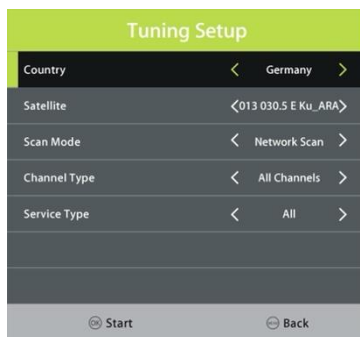 Tuning Setup
Country < Germany >
Satellite <013 030.5 E Ku_ARA>
Scan Mode < Network Scan >
Channel Type < All Channels >
Service Type < All >
OK Start
Back